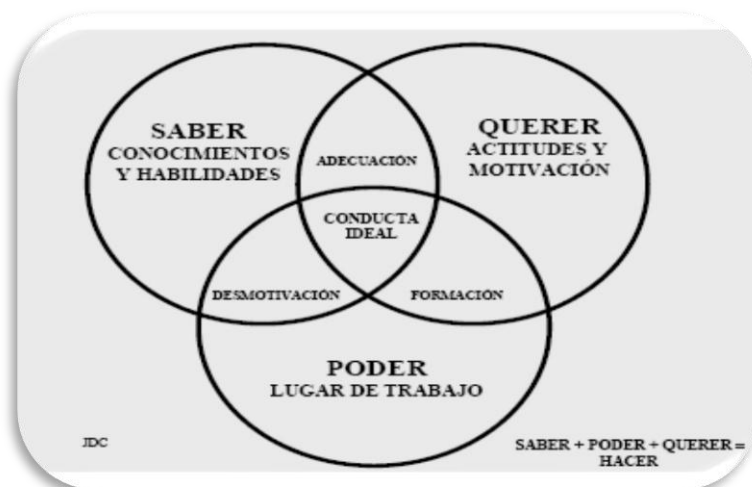 SABER
CONOCIMIENTOS
Y HABILIDADES
QUERER
ACTITUDES Y
MOTIVACIÓN
ADECUACIÓN
CONDUCTA
IDEAL
DESMOTIVACIÓN
FORMACIÓN
PODER
LUGAR DE TRABAJO
JDC
SABER + PODER + QUERER =
HACER